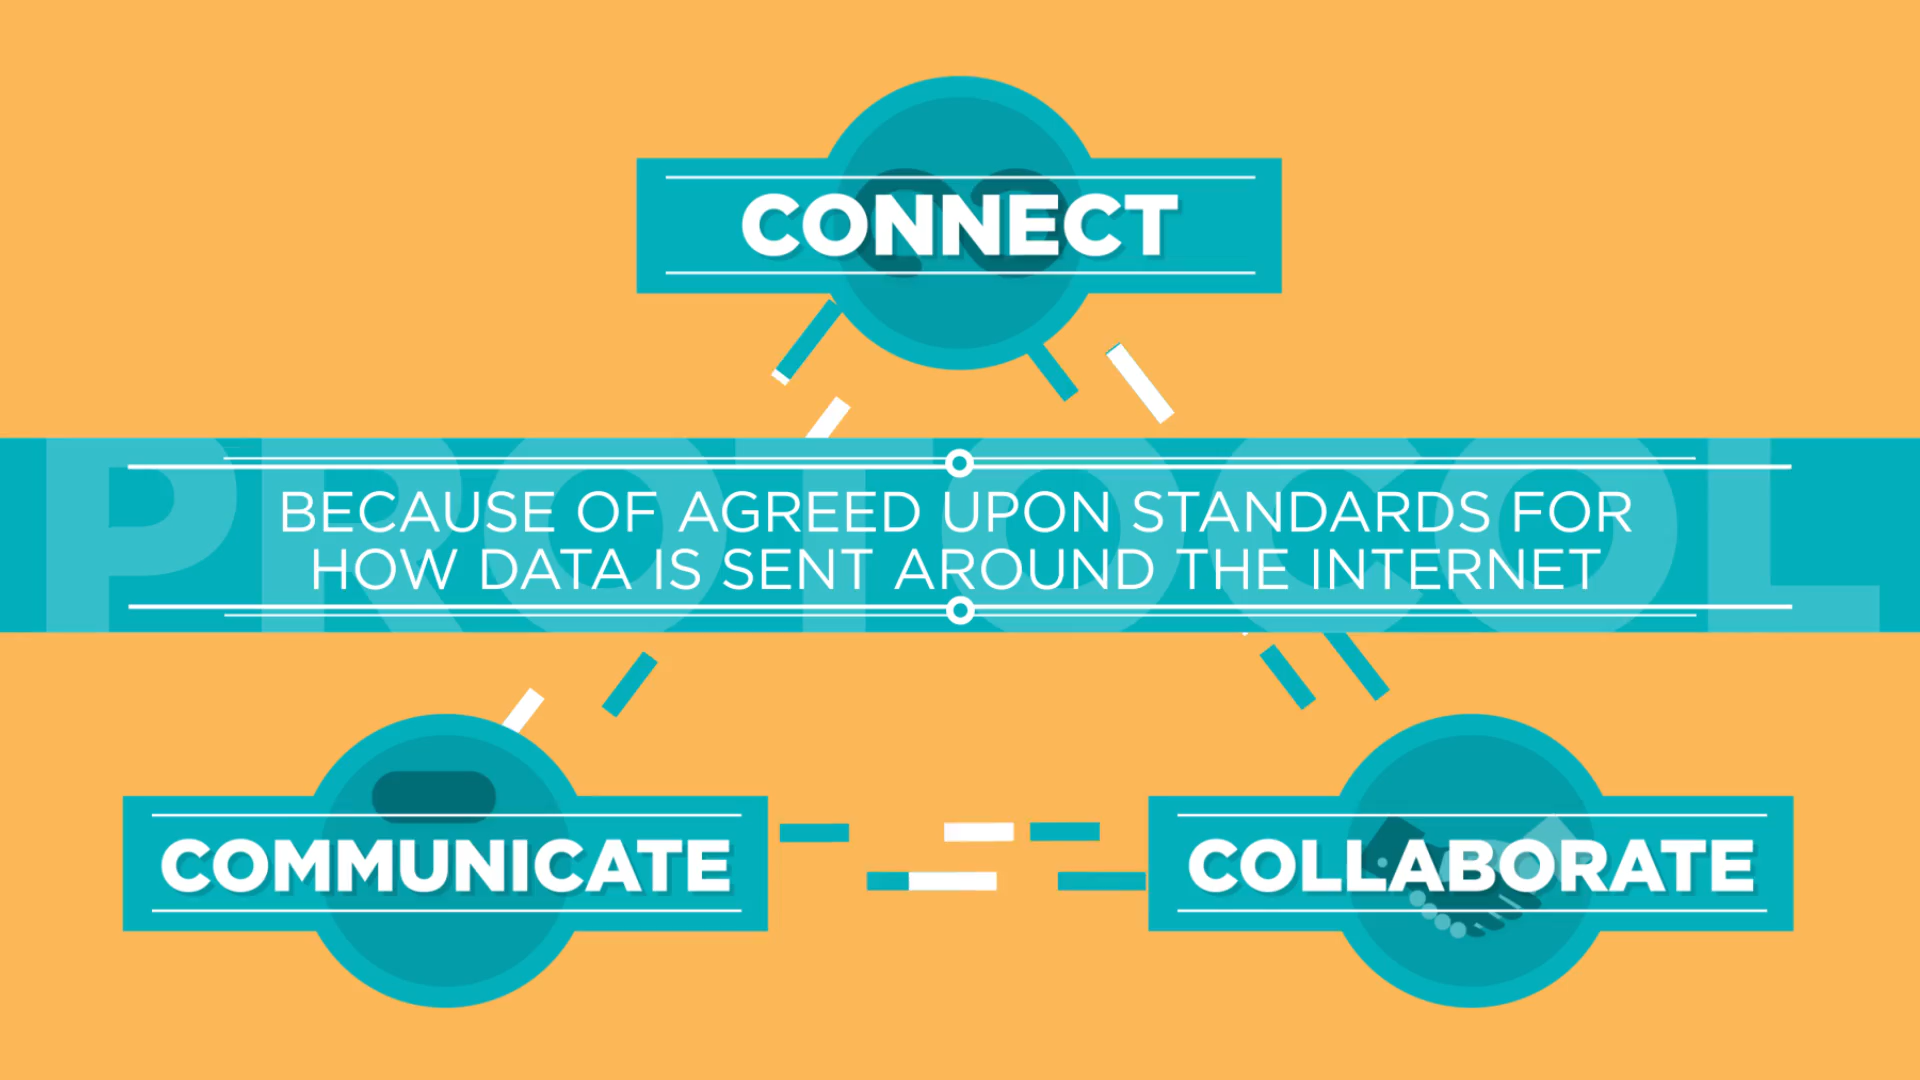 CONNECT
PROTOCOL
BECAUSE OF AGREED UPON STANDARDS FOR
HOW DATA IS SENT AROUND THE INTERNET
COMMUNICATE
COLLABORATE